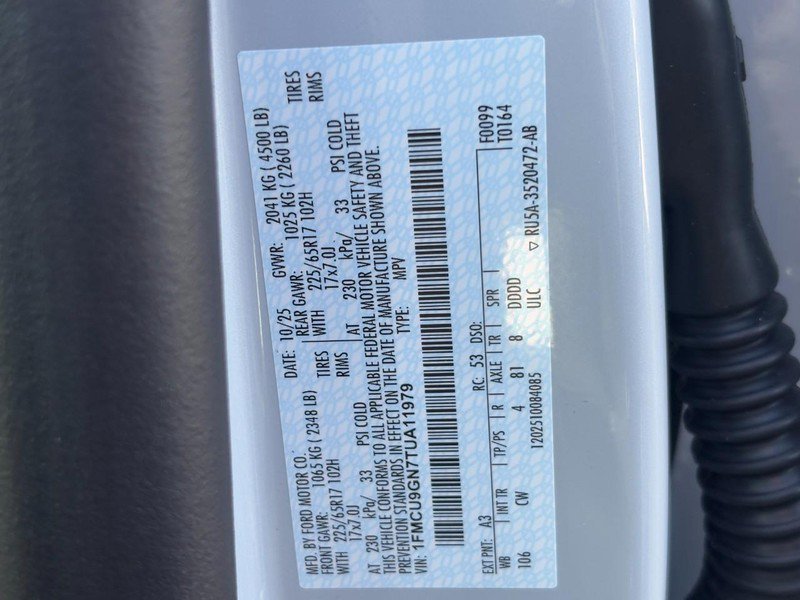 MFD. BY FORD MOTOR CO. DATE: 10/25 GVWR: 2041 KG ( 4500 LB)
FRONT GAWR: 1065 KG ( 2348 LB) REAR GAWR: 1025 KG ( 2260 LB)
WITH 225/65R17 102H TIRES WITH 225/65R17 102H TIRES
17x7.0J RIMS 17x7.0J RIMS
AT 230 kPa/ 33 PSI COLD AT 230 kPa/ 33 PSI COLD
THIS VEHICLE CONFORMS TO ALL APPLICABLE FEDERAL MOTOR VEHICLE SAFETY AND THEFT
PREVENTION STANDARDS IN EFFECT ON THE DATE OF MANUFACTURE SHOWN ABOVE.
VIN: 1FMCU9GN7TUA11979 TYPE: MPV
EXT PNT: A3 RC: 53 DSO: F0099
WB INT TR TP/PS R AXLE TR SPR T0164
106 CW 4 81 8 DDDD
ULC
1202510084085 ▽ RU5A-3520472-AB